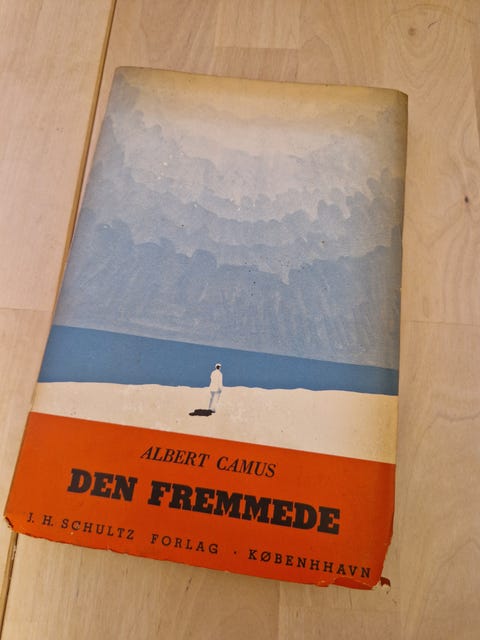 ALBERT CAMUS
DEN FREMMEDE
J. H. SCHULTZ FORLAG · KØBENHHAVN